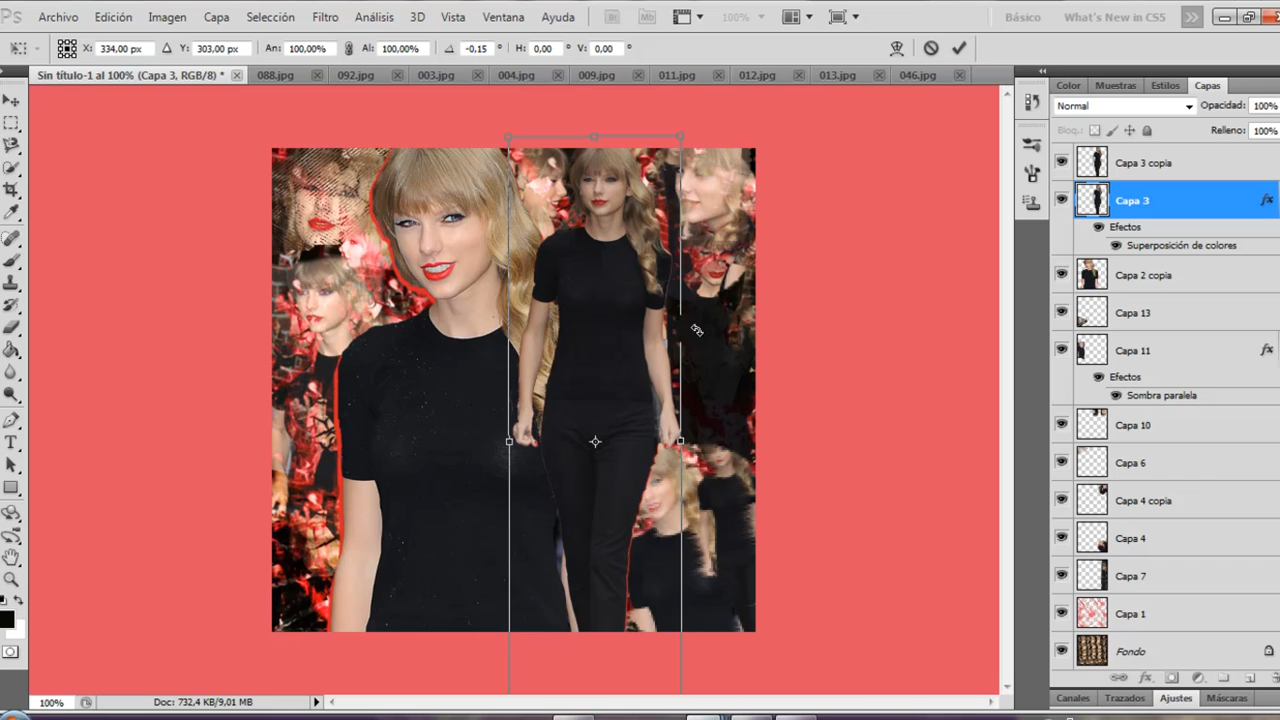 Ps Archivo Edición Imagen Capa Selección Filtro Análisis 3D Vista Ventana Ayuda Br Mb 100% Básico What's New in CS5
X: 334,00 px Y: 303,00 px An: 100,00% Al: 100,00% -0,15 ° H: 0,00 ° V: 0,00 °
Sin título-1 al 100% (Capa 3, RGB/8) * 088.jpg 092.jpg 003.jpg 004.jpg 009.jpg 011.jpg 012.jpg 013.jpg 046.jpg
Color Muestras Estilos Capas
Normal Opacidad: 100%
Bloq.: Relleno: 100%
Capa 3 copia
Capa 3 fx
Efectos
Superposición de colores
Capa 2 copia
Capa 13
Capa 11 fx
Efectos
Sombra paralela
Capa 10
Capa 6
Capa 4 copia
Capa 4
Capa 7
Capa 1
Fondo
100% Doc: 732,4 KB/9,01 MB
Canales Trazados Ajustes Máscaras